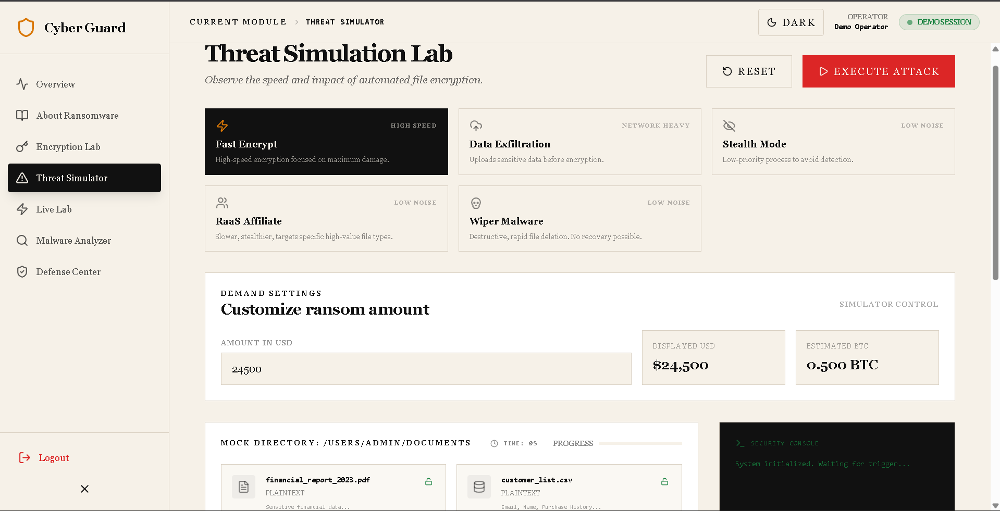 Cyber Guard
Overview
About Ransomware
Encryption Lab
Threat Simulator
Live Lab
Malware Analyzer
Defense Center
Logout
CURRENT MODULE
THREAT SIMULATOR
DARK
OPERATOR
Demo Operator
DEMO SESSION
Threat Simulation Lab
Observe the speed and impact of automated file encryption.
RESET
EXECUTE ATTACK
HIGH SPEED
Fast Encrypt
High-speed encryption focused on maximum damage.
NETWORK HEAVY
Data Exfiltration
Uploads sensitive data before encryption.
LOW NOISE
Stealth Mode
Low-priority process to avoid detection.
LOW NOISE
RaaS Affiliate
Slower, stealthier, targets specific high-value file types.
LOW NOISE
Wiper Malware
Destructive, rapid file deletion. No recovery possible.
DEMAND SETTINGS
Customize ransom amount
SIMULATOR CONTROL
AMOUNT IN USD
24500
DISPLAYED USD
$24,500
ESTIMATED BTC
0.500 BTC
MOCK DIRECTORY: /USERS/ADMIN/DOCUMENTS
TIME: 0S
PROGRESS
financial_report_2023.pdf
PLAINTEXT
Sensitive financial data...
customer_list.csv
PLAINTEXT
Email, Name, Purchase History...
SECURITY CONSOLE
System initialized. Waiting for trigger...